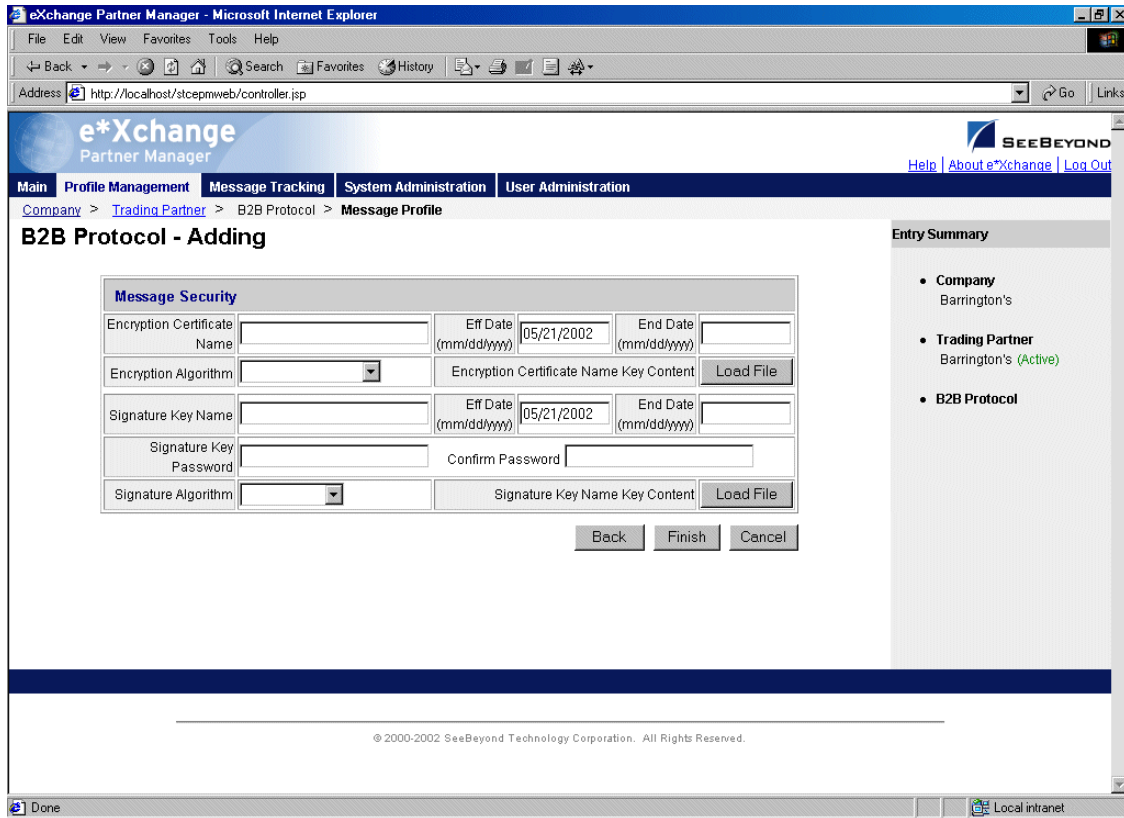 eXchange Partner Manager - Microsoft Internet Explorer
File Edit View Favorites Tools Help
Back Search Favorites History
Address http://localhost/stcepmweb/controller.jsp Go Links
e*Xchange
Partner Manager
SEEBEYOND
Help | About e*Xchange | Log Out
Main Profile Management Message Tracking System Administration User Administration
Company > Trading Partner > B2B Protocol > Message Profile
B2B Protocol - Adding
Message Security
Encryption Certificate Name
Eff Date (mm/dd/yyyy) 05/21/2002
End Date (mm/dd/yyyy)
Encryption Algorithm
Encryption Certificate Name Key Content Load File
Signature Key Name
Eff Date (mm/dd/yyyy) 05/21/2002
End Date (mm/dd/yyyy)
Signature Key Password
Confirm Password
Signature Algorithm
Signature Key Name Key Content Load File
Back Finish Cancel
Entry Summary
Company
Barrington's
Trading Partner
Barrington's (Active)
B2B Protocol
© 2000-2002 SeeBeyond Technology Corporation. All Rights Reserved.
Done
Local intranet